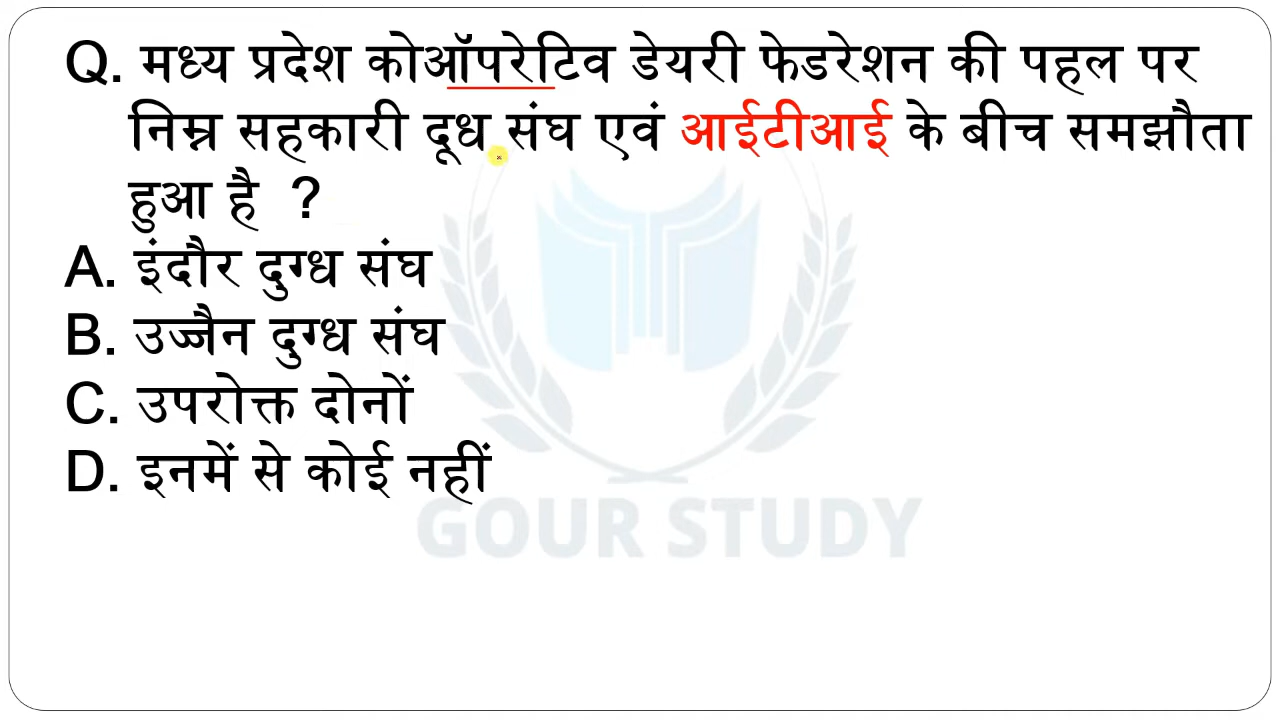 Q. मध्य प्रदेश कोऑपरेटिव डेयरी फेडरेशन की पहल पर
निम्न सहकारी दूध संघ एवं आईटीआई के बीच समझौता
हुआ है ?
A. इंदौर दुग्ध संघ
B. उज्जैन दुग्ध संघ
C. उपरोक्त दोनों
D. इनमें से कोई नहीं
GOUR STUDY